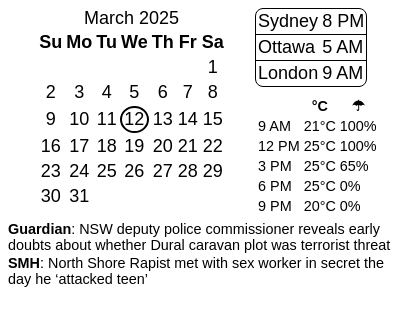 March 2025
Su Mo Tu We Th Fr Sa
1
2 3 4 5 6 7 8
9 10 11 12 13 14 15
16 17 18 19 20 21 22
23 24 25 26 27 28 29
30 31
Sydney 8 PM
Ottawa 5 AM
London 9 AM
°C ☂
9 AM 21°C 100%
12 PM 25°C 100%
3 PM 25°C 65%
6 PM 25°C 0%
9 PM 20°C 0%
Guardian: NSW deputy police commissioner reveals early
doubts about whether Dural caravan plot was terrorist threat
SMH: North Shore Rapist met with sex worker in secret the
day he ‘attacked teen’